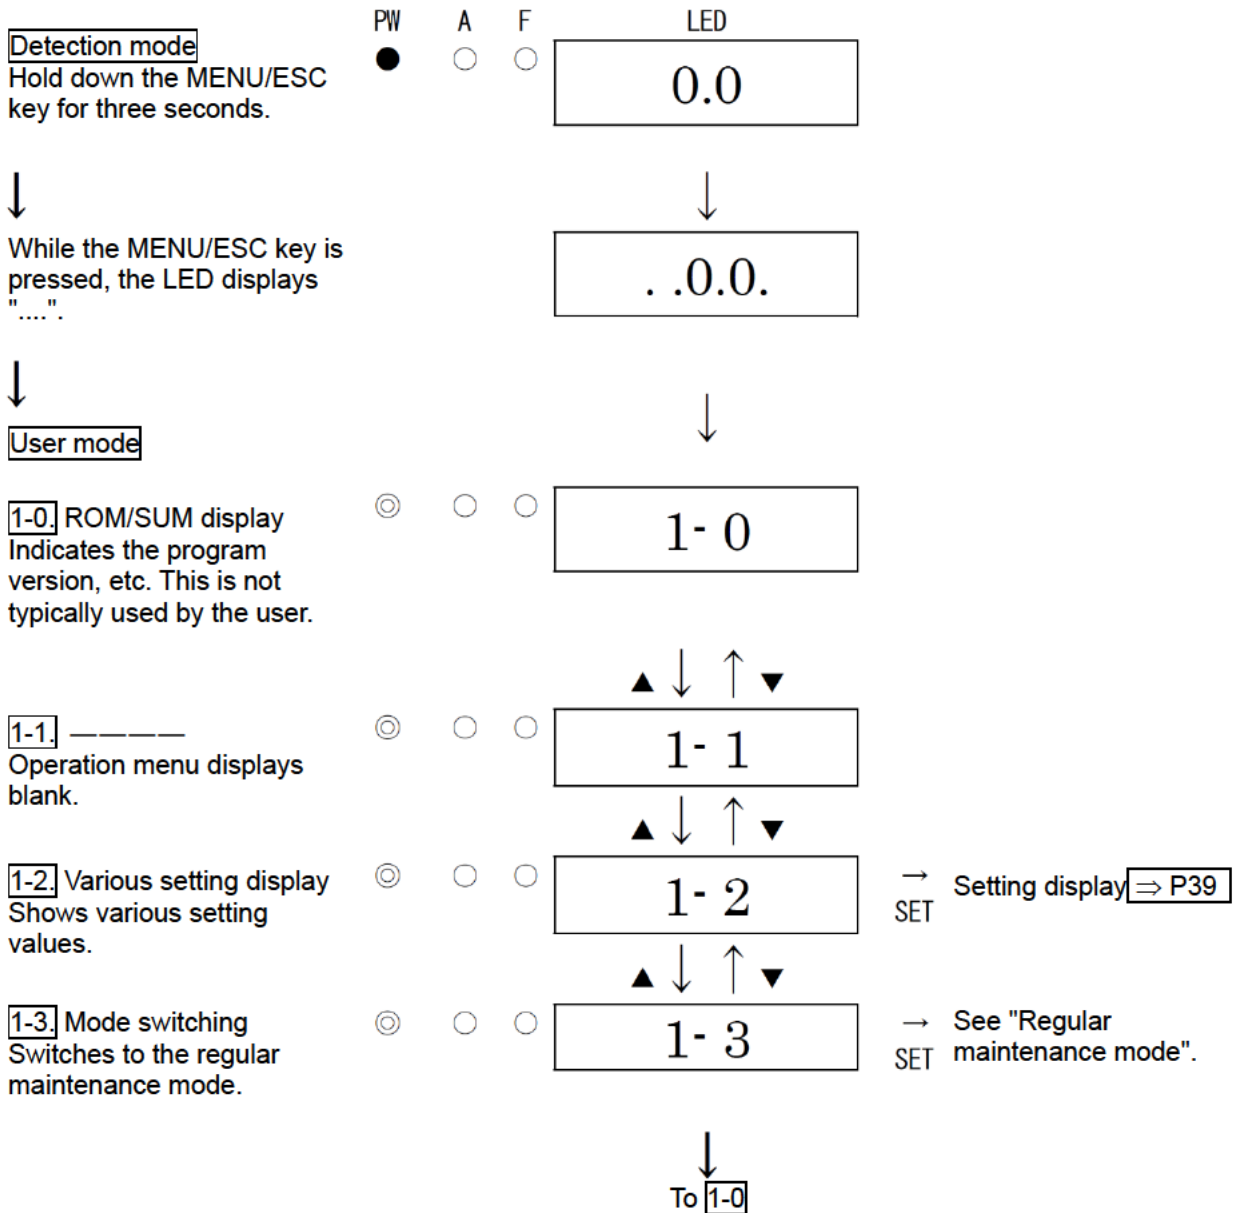 PW A F LED
Detection mode
Hold down the MENU/ESC
key for three seconds.
● ○ ○ 0.0
↓ ↓
While the MENU/ESC key is
pressed, the LED displays
"....".
. .0.0.
↓ ↓
User mode
1-0. ROM/SUM display
Indicates the program
version, etc. This is not
typically used by the user.
◎ ○ ○ 1- 0
▲ ↓ ↑ ▼
1-1. ————
Operation menu displays
blank.
◎ ○ ○ 1- 1
▲ ↓ ↑ ▼
1-2. Various setting display
Shows various setting
values.
◎ ○ ○ 1- 2
→
SET
Setting display ⇒ P39
▲ ↓ ↑ ▼
1-3. Mode switching
Switches to the regular
maintenance mode.
◎ ○ ○ 1- 3
→
SET
See "Regular
maintenance mode".
↓
To 1-0